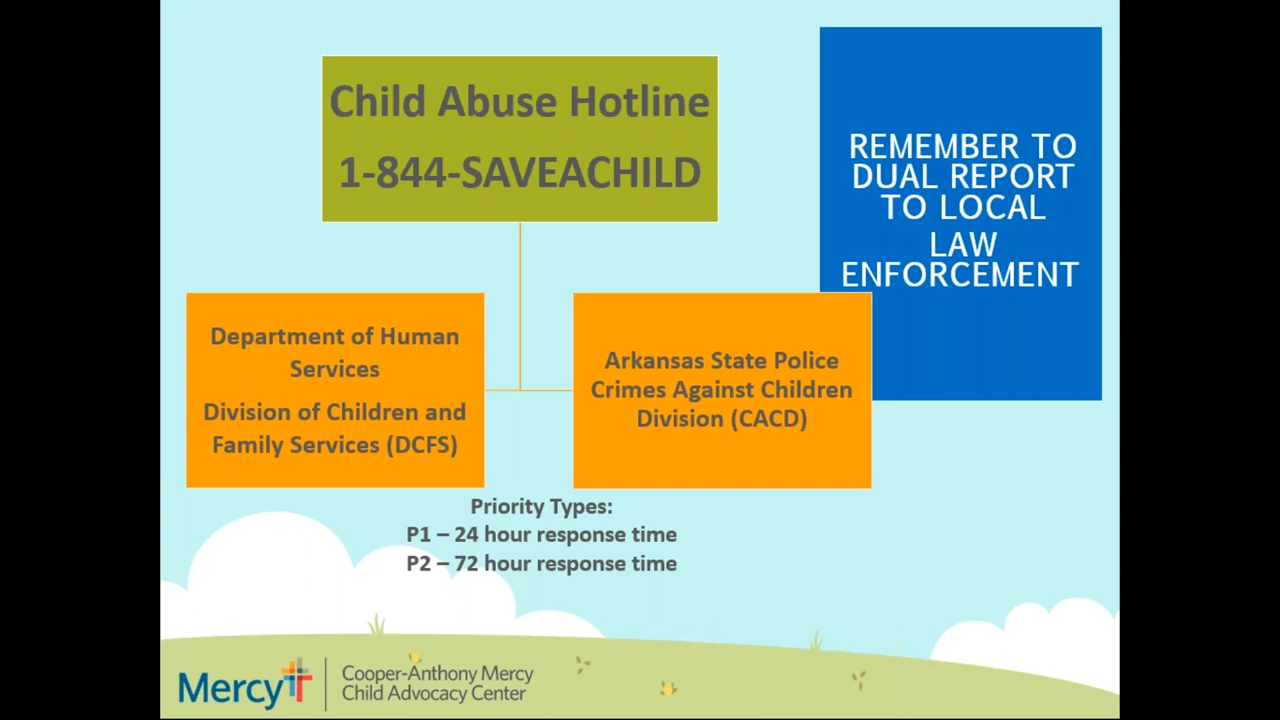 Child Abuse Hotline
1-844-SAVEACHILD
REMEMBER TO
DUAL REPORT
TO LOCAL
LAW
ENFORCEMENT
Department of Human
Services
Division of Children and
Family Services (DCFS)
Arkansas State Police
Crimes Against Children
Division (CACD)
Priority Types:
P1 – 24 hour response time
P2 – 72 hour response time
Mercy
Cooper-Anthony Mercy
Child Advocacy Center